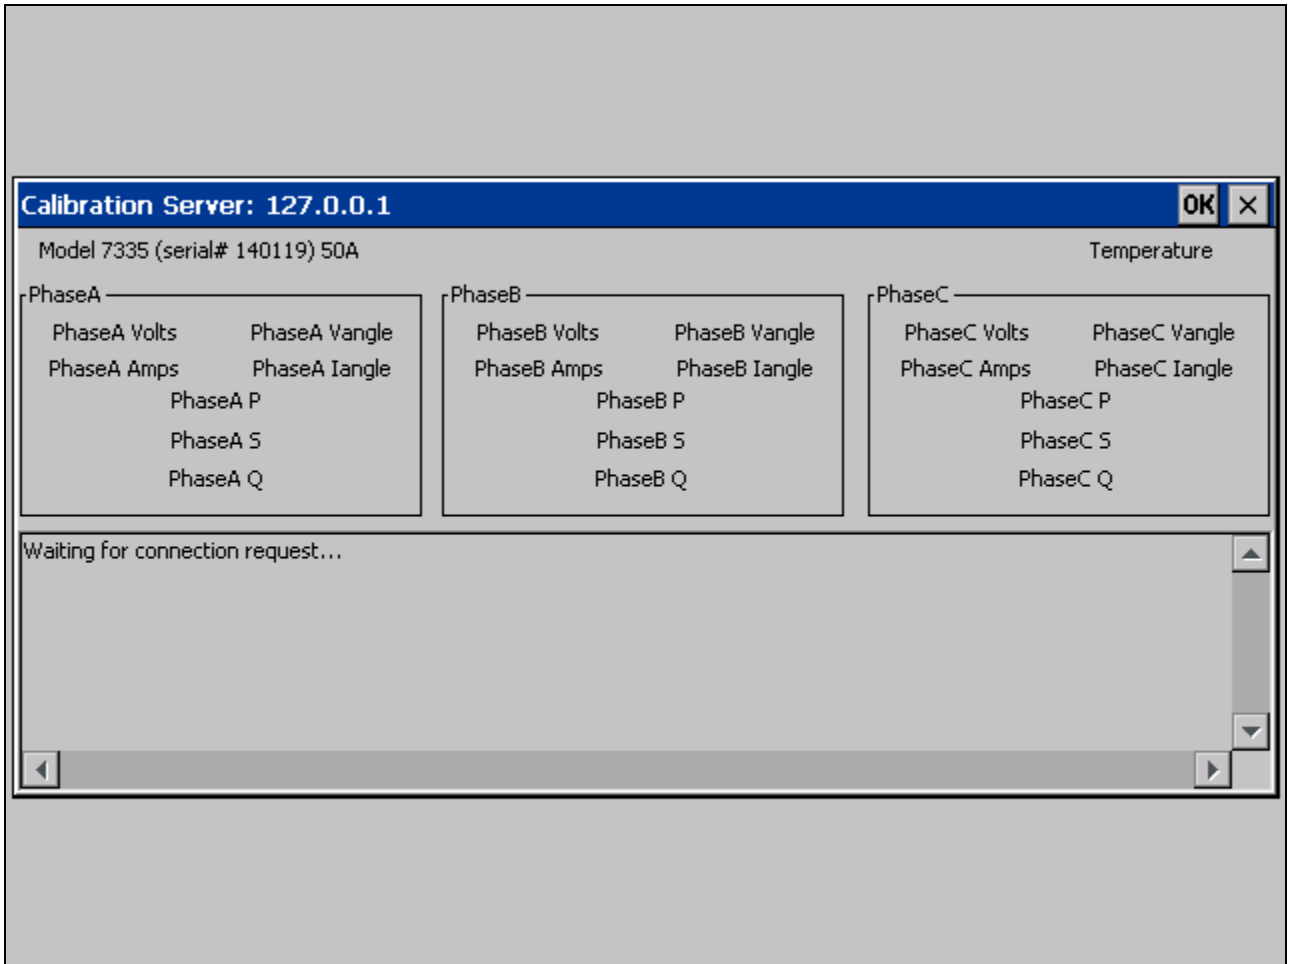 Calibration Server: 127.0.0.1 OK
Model 7335 (serial# 140119) 50A Temperature
PhaseA PhaseB PhaseC
PhaseA Volts PhaseA Vangle PhaseB Volts PhaseB Vangle PhaseC Volts PhaseC Vangle
PhaseA Amps PhaseA Iangle PhaseB Amps PhaseB Iangle PhaseC Amps PhaseC Iangle
PhaseA P PhaseB P PhaseC P
PhaseA S PhaseB S PhaseC S
PhaseA Q PhaseB Q PhaseC Q
Waiting for connection request...